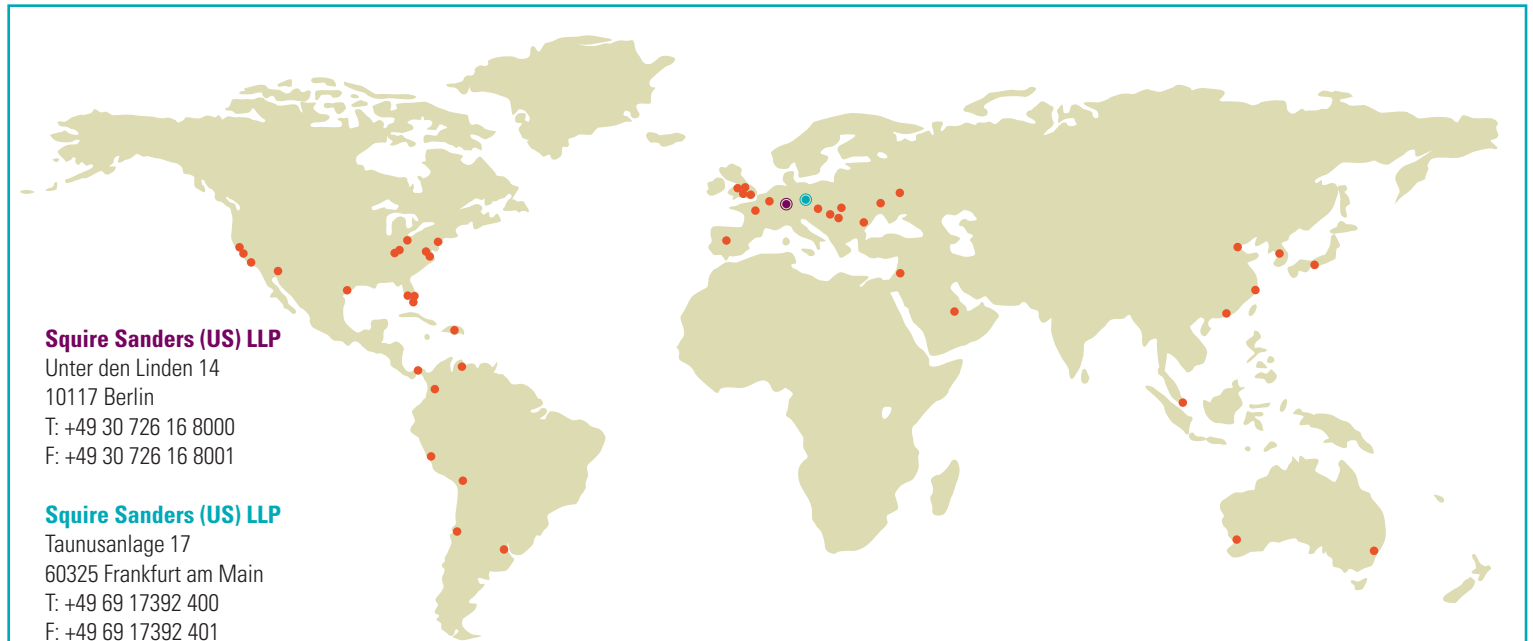 Squire Sanders (US) LLP
Unter den Linden 14
10117 Berlin
T: +49 30 726 16 8000
F: +49 30 726 16 8001
Squire Sanders (US) LLP
Taunusanlage 17
60325 Frankfurt am Main
T: +49 69 17392 400
F: +49 69 17392 401